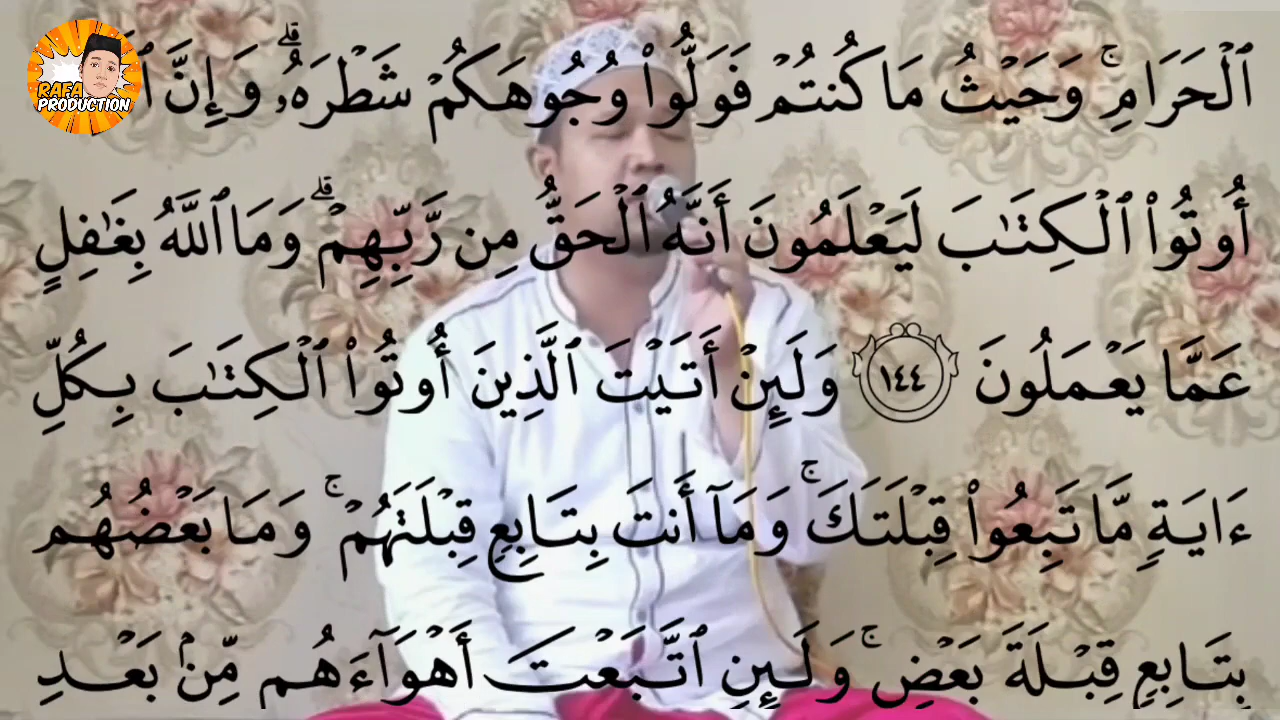 RAFA
PRODUCTION
ٱلْحَرَامِ ۚ وَحَيْثُ مَا كُنتُمْ فَوَلُّوا۟ وُجُوهَكُمْ شَطْرَهُۥ ۗ وَإِنَّ
أُوتُوا۟ ٱلْكِتَـٰبَ لَيَعْلَمُونَ أَنَّهُ ٱلْحَقُّ مِن رَّبِّهِمْ ۗ وَمَا ٱللَّهُ بِغَـٰفِلٍ
عَمَّا يَعْمَلُونَ ١٤٤ وَلَئِنْ أَتَيْتَ ٱلَّذِينَ أُوتُوا۟ ٱلْكِتَـٰبَ بِكُلِّ
ءَايَةٍ مَّا تَبِعُوا۟ قِبْلَتَكَ ۚ وَمَآ أَنتَ بِتَابِعٍ قِبْلَتَهُمْ ۚ وَمَا بَعْضُهُم
بِتَابِعٍ قِبْلَةَ بَعْضٍ ۚ وَلَئِنِ ٱتَّبَعْتَ أَهْوَآءَهُم مِّنۢ بَعْدِ